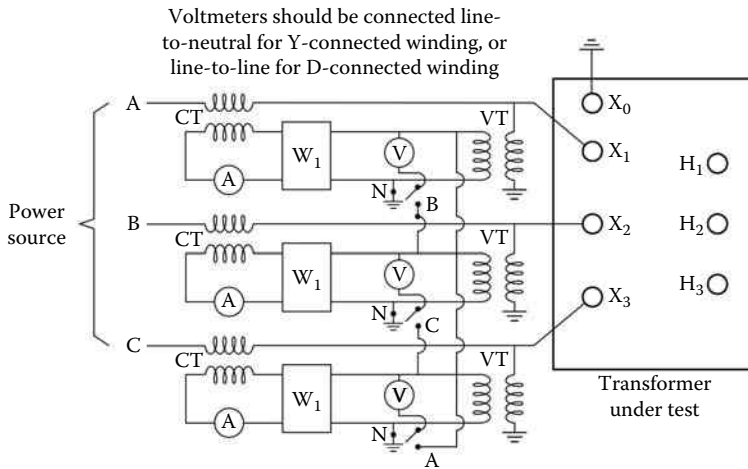 Voltmeters should be connected line-
to-neutral for Y-connected winding, or
line-to-line for D-connected winding
A
CT
VT
X0
W1
V
X1
A
H1
N
B
Power
source
B
CT
VT
X2
H2
W1
V
A
H3
X3
N
C
C
CT
VT
W1
V
Transformer
under test
A
N
A